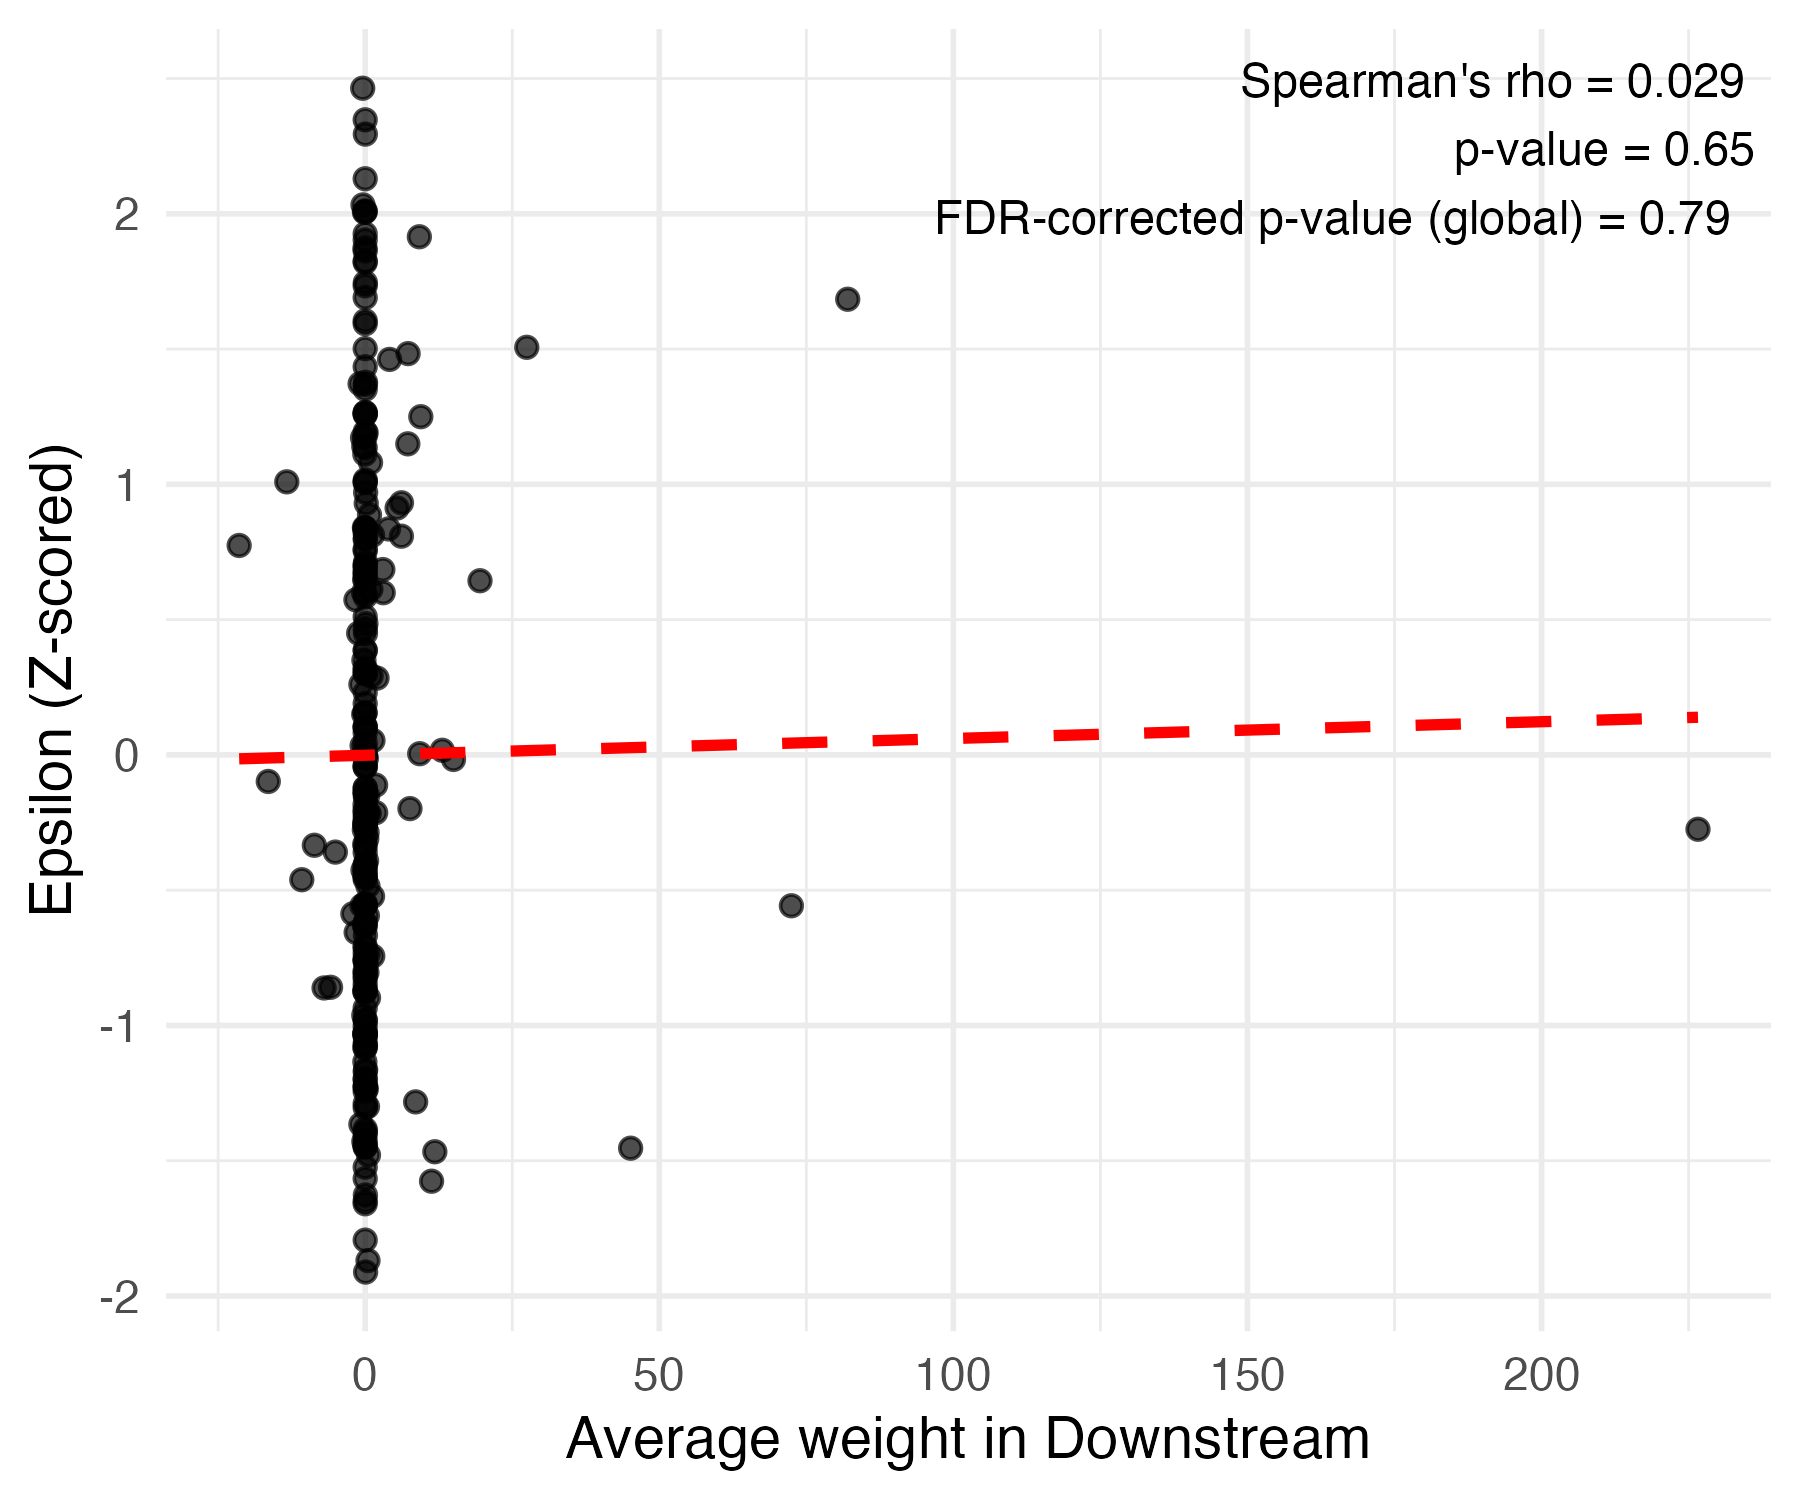 Spearman's rho = 0.029
p-value = 0.65
FDR-corrected p-value (global) = 0.79
Epsilon (Z-scored)
2
1
0
-1
-2
0 50 100 150 200
Average weight in Downstream